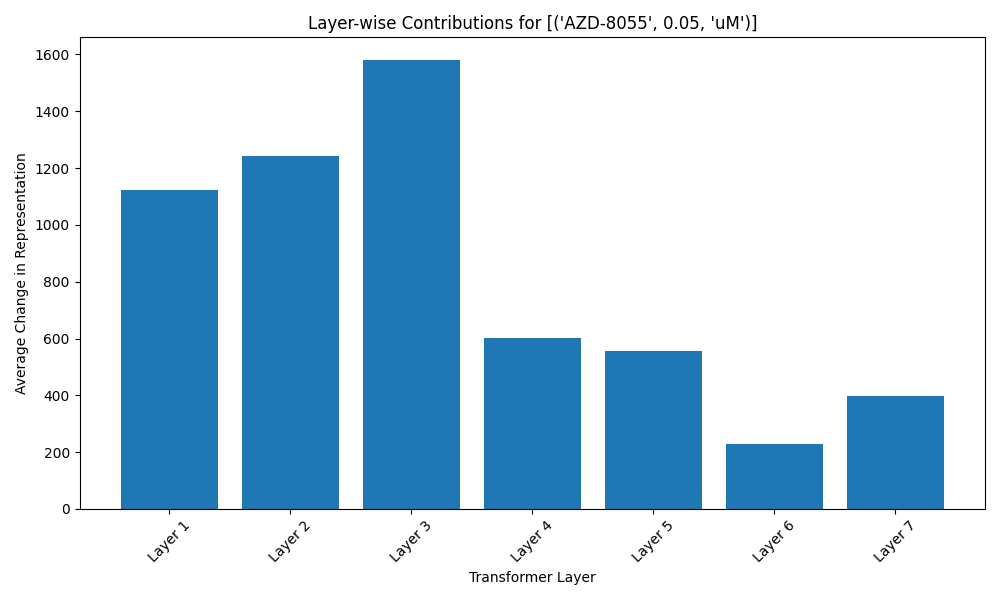 Layer-wise Contributions for [('AZD-8055', 0.05, 'uM')]
Average Change in Representation
1600
1400
1200
1000
800
600
400
200
0
Layer 1
Layer 2
Layer 3
Layer 4
Layer 5
Layer 6
Layer 7
Transformer Layer